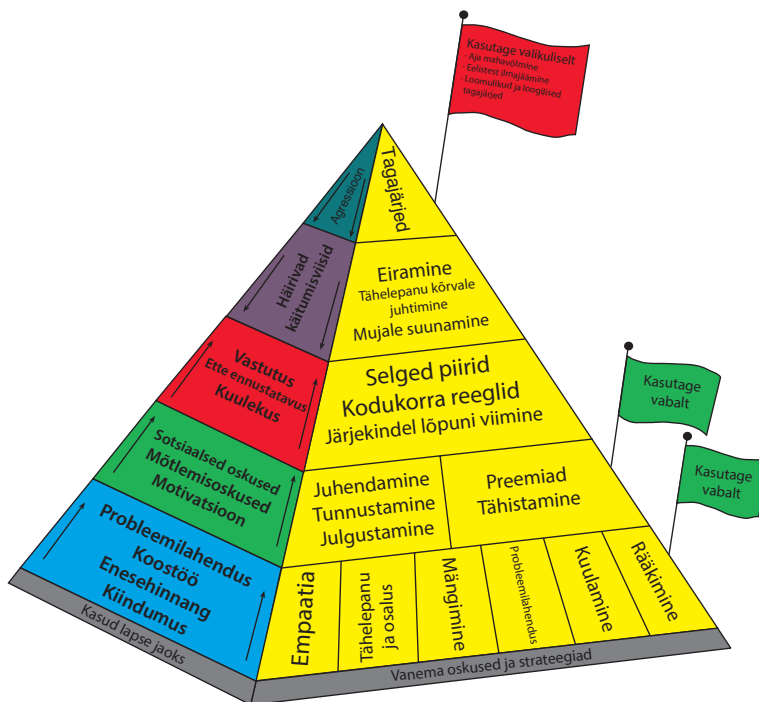 Kasutage valikuliselt
· Aja mahavõtmine
· Eelistest ilmajäämine
· Loomulikud ja loogilised
tagajärjed
Agressioon
Tagajärjed
Häirivad
käitumisviisid
Eiramine
Tähelepanu kõrvale
juhtimine
Mujale suunamine
Vastutus
Ette ennustatavus
Kuulekus
Selged piirid
Kodukorra reeglid
Järjekindel lõpuni viimine
Kasutage
vabalt
Sotsiaalsed oskused
Mõtlemisoskused
Motivatsioon
Juhendamine
Tunnustamine
Julgustamine
Preemiad
Tähistamine
Kasutage
vabalt
Probleemilahendus
Koostöö
Enesehinnang
Kiindumus
Empaatia
Tähelepanu
ja osalus
Mängimine
Probleemilahendus
Kuulamine
Rääkimine
Kasud lapse jaoks
Vanema oskused ja strateegiad